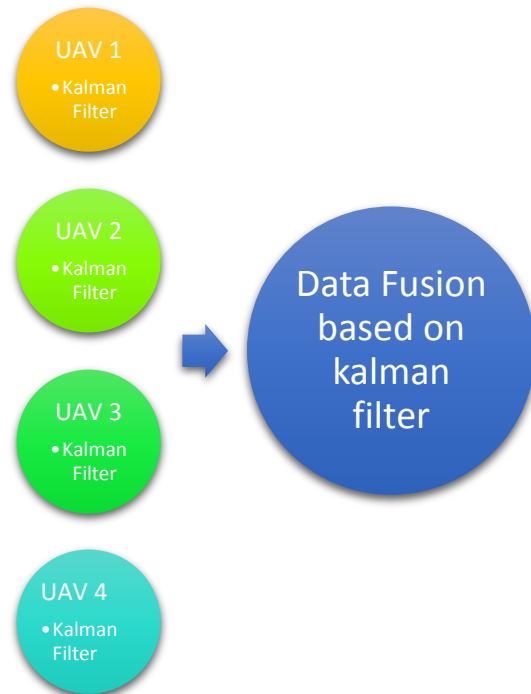 UAV 1
•Kalman
Filter
UAV 2
•Kalman
Filter
UAV 3
•Kalman
Filter
UAV 4
•Kalman
Filter
Data Fusion
based on
kalman
filter